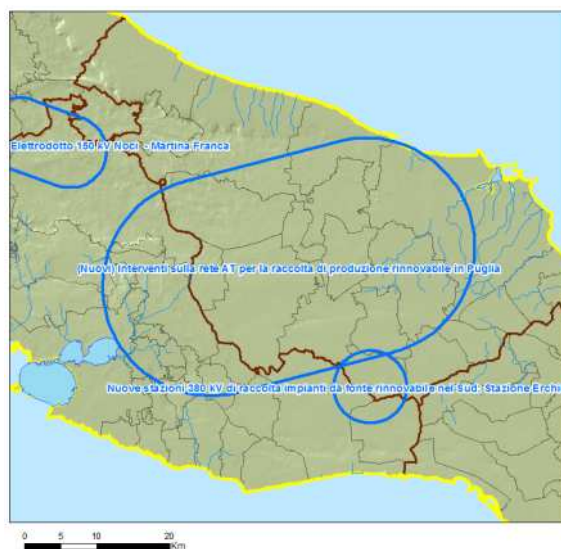 Elettrodotto 150 kV Noci - Martina Franca
(Nuovi) Interventi sulla rete AT per la raccolta di produzione rinnovabile in Puglia
Nuove stazioni 380 kV di raccolta impianti da fonte rinnovabile nel Sud: Stazione Erchi
0 5 10 20
Km